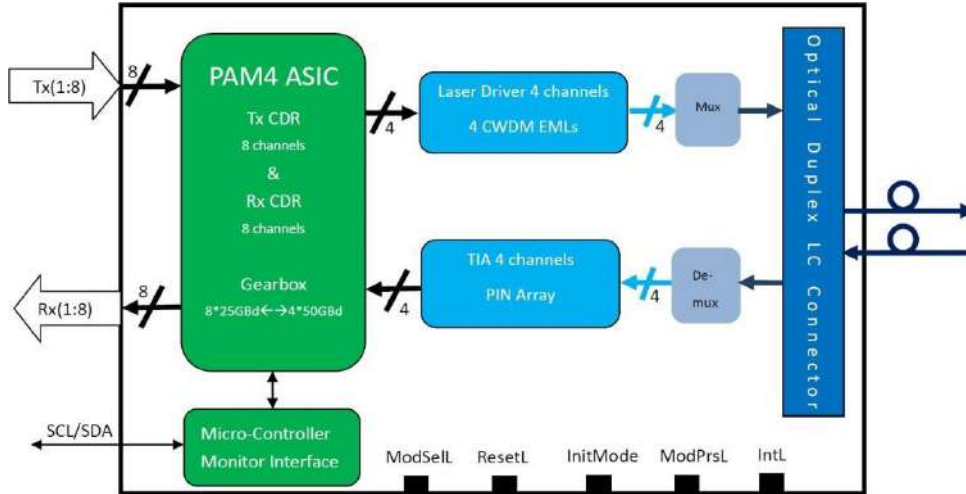 Tx(1:8)
8
PAM4 ASIC
Tx CDR
8 channels
&
Rx CDR
8 channels
Gearbox
8*25GBd←→4*50GBd
4
Laser Driver 4 channels
4 CWDM EMLs
4
Mux
Optical Duplex LC Connector
Rx(1:8)
8
4
TIA 4 channels
PIN Array
4
De-
mux
SCL/SDA
Micro-Controller
Monitor Interface
ModSelL
ResetL
InitMode
ModPrsL
IntL